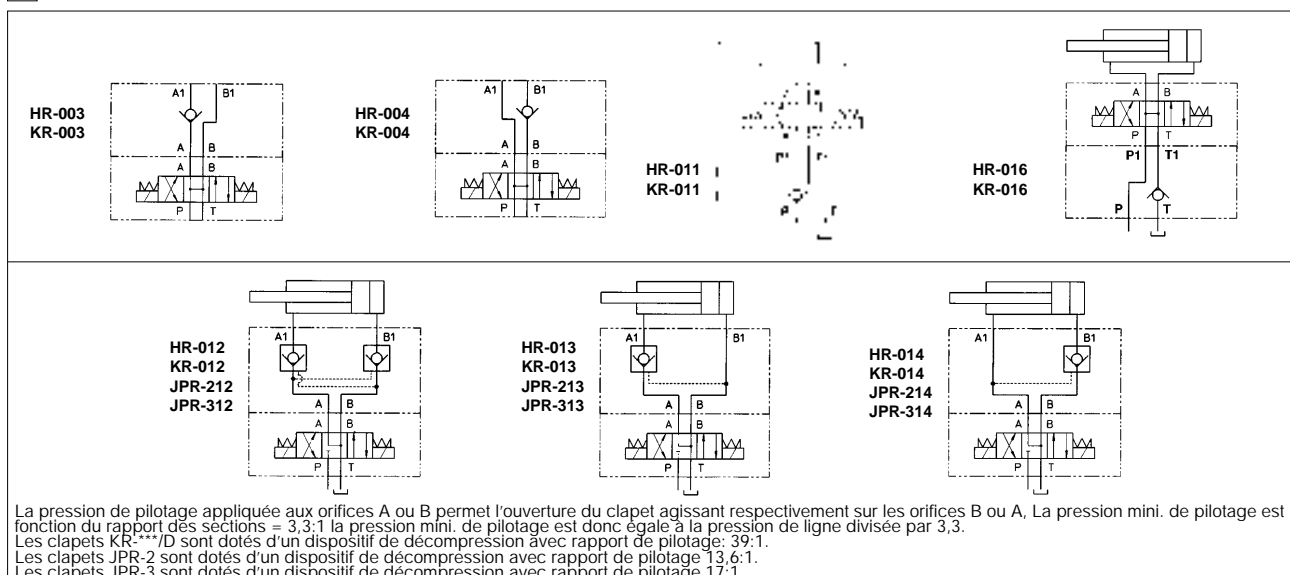 HR-003
KR-003
A1
B1
A
B
A
B
P
T
HR-004
KR-004
A1
B1
A
B
A
B
P
T
HR-011
KR-011
HR-016
KR-016
A
B
P
T
P1
T1
P
T
HR-012
KR-012
JPR-212
JPR-312
A1
B1
A
B
A
B
P
T
HR-013
KR-013
JPR-213
JPR-313
A1
B1
A
B
A
B
P
T
HR-014
KR-014
JPR-214
JPR-314
A1
B1
A
B
A
B
P
T
La pression de pilotage appliquée aux orifices A ou B permet l'ouverture du clapet agissant respectivement sur les orifices B ou A, La pression mini. de pilotage est
fonction du rapport des sections = 3,3:1 la pression mini. de pilotage est donc égale à la pression de ligne divisée par 3,3.
Les clapets KR-***/D sont dotés d'un dispositif de décompression avec rapport de pilotage: 39:1.
Les clapets JPR-2 sont dotés d'un dispositif de décompression avec rapport de pilotage 13,6:1.
Les clapets JPR-3 sont dotés d'un dispositif de décompression avec rapport de pilotage 17:1.